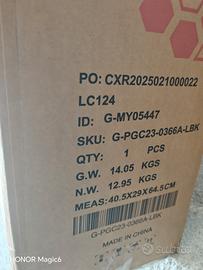 PO: CXR2025021000022
LC124
ID: G-MY05447
SKU: G-PGC23-0366A-LBK
QTY: 1 PCS
G.W: 14.05 KGS
N.W: 12.95 KGS
MEAS: 40.5X29X64.5CM
G-PGC23-0366A-LBK
MADE IN CHINA
HONOR Magic6
subito